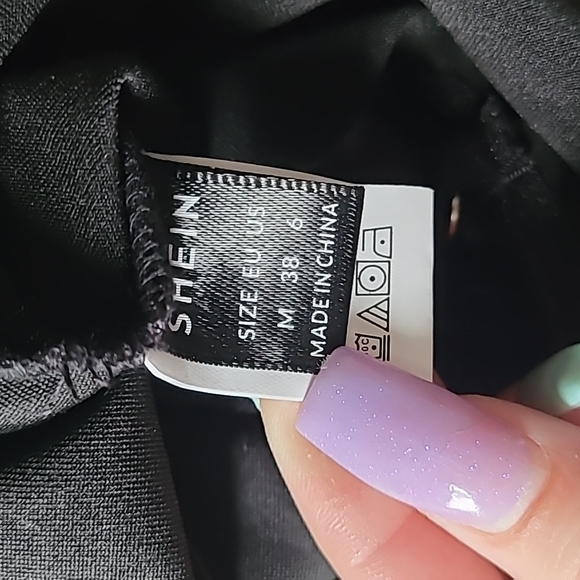 SHEIN
SIZE EU US
M 38 6
MADE IN CHINA